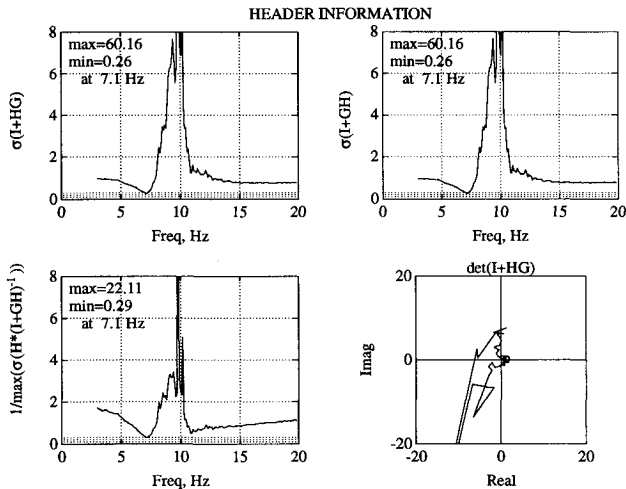 HEADER INFORMATION
8
6
4
2
0
σ(I+HG)
max=60.16
min=0.26
at 7.1 Hz
0 5 10 15 20
Freq, Hz
8
6
4
2
0
σ(I+GH)
max=60.16
min=0.26
at 7.1 Hz
0 5 10 15 20
Freq, Hz
8
6
4
2
0
1/max(σ(H*(I+GH)⁻¹))
max=22.11
min=0.29
at 7.1 Hz
0 5 10 15 20
Freq, Hz
det(I+HG)
20
0
-20
Imag
-20 0 20
Real